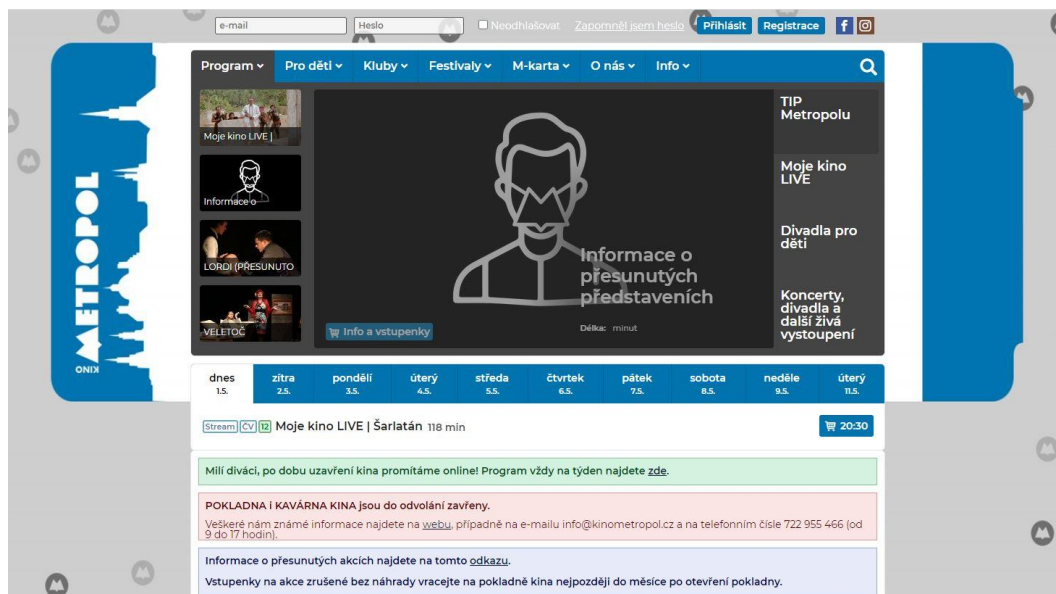 e-mail
Heslo
Neodhlašovat
Zapomněl jsem heslo
Přihlásit
Registrace
Program
Pro děti
Kluby
Festivaly
M-karta
O nás
Info
METROPOL
KINO
Moje kino LIVE |
Informace o
LORDI (PŘESUNUTO
VELETOČ
Informace o
přesunutých
představeních
Délka: minut
Info a vstupenky
TIP
Metropolu
Moje kino
LIVE
Divadla pro
děti
Koncerty,
divadla a
další živá
vystoupení
dnes zítra pondělí úterý středa čtvrtek pátek sobota neděle úterý
1.5. 2.5. 3.5. 4.5. 5.5. 6.5. 7.5. 8.5. 9.5. 11.5.
Stream ČV 12 Moje kino LIVE | Šarlatán 118 min 20:30
Milí diváci, po dobu uzavření kina promítáme online! Program vždy na týden najdete zde.
POKLADNA i KAVÁRNA KINA jsou do odvolání zavřeny.
Veškeré nám známé informace najdete na webu, případně na e-mailu info@kinometropol.cz a na telefonním čísle 722 955 466 (od
9 do 17 hodin).
Informace o přesunutých akcích najdete na tomto odkazu.
Vstupenky na akce zrušené bez náhrady vracejte na pokladně kina nejpozději do měsíce po otevření pokladny.